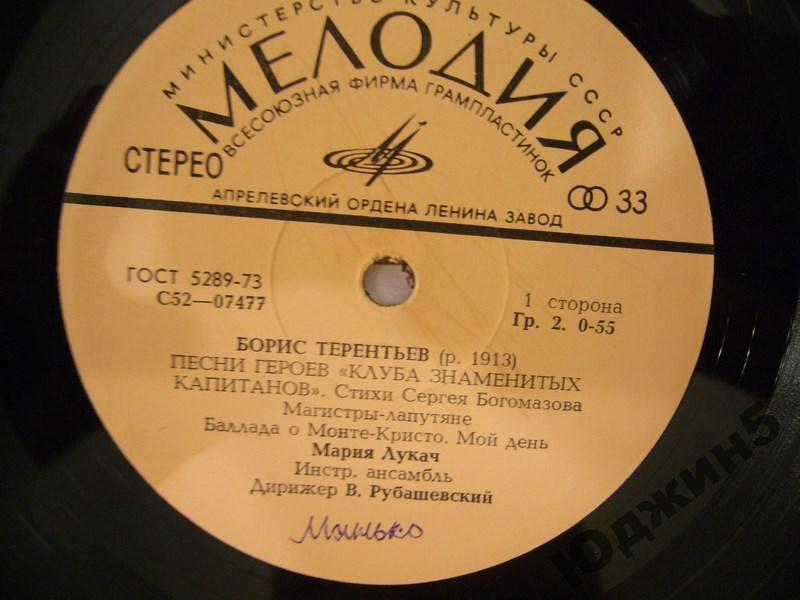 МИНИСТЕРСТВО КУЛЬТУРЫ СССР
МЕЛОДИЯ
ВСЕСОЮЗНАЯ ФИРМА ГРАМПЛАСТИНОК
СТЕРЕО
33
АПРЕЛЕВСКИЙ ОРДЕНА ЛЕНИНА ЗАВОД
ГОСТ 5289-73
С52—07477
1 сторона
Гр. 2. 0-55
БОРИС ТЕРЕНТЬЕВ (р. 1913)
ПЕСНИ ГЕРОЕВ «КЛУБА ЗНАМЕНИТЫХ
КАПИТАНОВ». Стихи Сергея Богомазова
Магистры-лапутяне
Баллада о Монте-Кристо. Мой день
Мария Лукач
Инстр. ансамбль
Дирижер В. Рубашевский
Юджин5